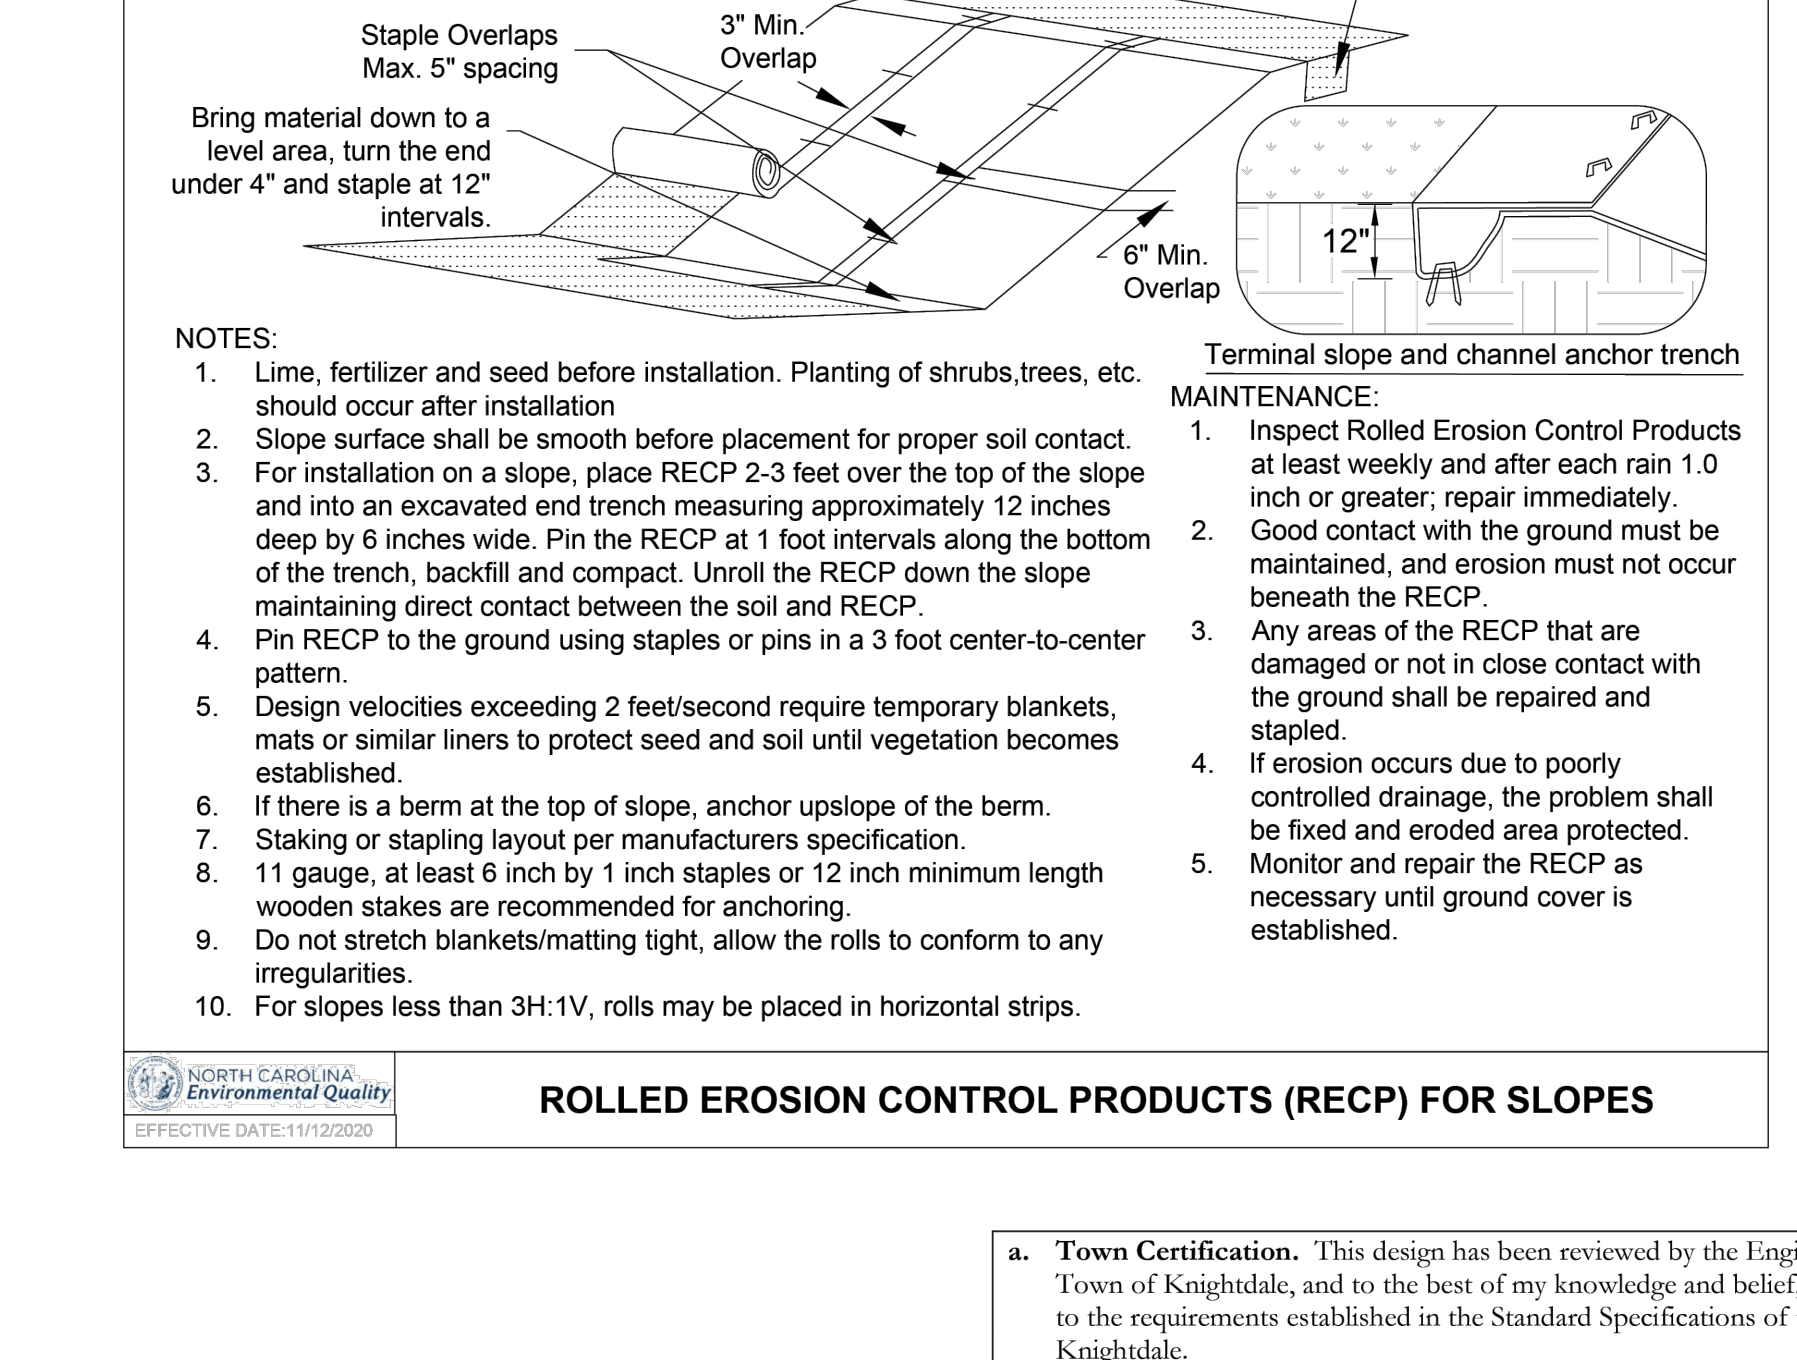 Staple Overlaps
Max. 5" spacing
3" Min.
Overlap
Bring material down to a
level area, turn the end
under 4" and staple at 12"
intervals.
6" Min.
Overlap
12"
Terminal slope and channel anchor trench
NOTES:
1. Lime, fertilizer and seed before installation. Planting of shrubs,trees, etc.
should occur after installation
2. Slope surface shall be smooth before placement for proper soil contact.
3. For installation on a slope, place RECP 2-3 feet over the top of the slope
and into an excavated end trench measuring approximately 12 inches
deep by 6 inches wide. Pin the RECP at 1 foot intervals along the bottom
of the trench, backfill and compact. Unroll the RECP down the slope
maintaining direct contact between the soil and RECP.
4. Pin RECP to the ground using staples or pins in a 3 foot center-to-center
pattern.
5. Design velocities exceeding 2 feet/second require temporary blankets,
mats or similar liners to protect seed and soil until vegetation becomes
established.
6. If there is a berm at the top of slope, anchor upslope of the berm.
7. Staking or stapling layout per manufacturers specification.
8. 11 gauge, at least 6 inch by 1 inch staples or 12 inch minimum length
wooden stakes are recommended for anchoring.
9. Do not stretch blankets/matting tight, allow the rolls to conform to any
irregularities.
10. For slopes less than 3H:1V, rolls may be placed in horizontal strips.
MAINTENANCE:
1. Inspect Rolled Erosion Control Products
at least weekly and after each rain 1.0
inch or greater; repair immediately.
2. Good contact with the ground must be
maintained, and erosion must not occur
beneath the RECP.
3. Any areas of the RECP that are
damaged or not in close contact with
the ground shall be repaired and
stapled.
4. If erosion occurs due to poorly
controlled drainage, the problem shall
be fixed and eroded area protected.
5. Monitor and repair the RECP as
necessary until ground cover is
established.
NORTH CAROLINA
Environmental Quality
EFFECTIVE DATE:11/12/2020
ROLLED EROSION CONTROL PRODUCTS (RECP) FOR SLOPES
a. Town Certification. This design has been reviewed by the Engi
Town of Knightdale, and to the best of my knowledge and belief,
to the requirements established in the Standard Specifications of
Knightdale.